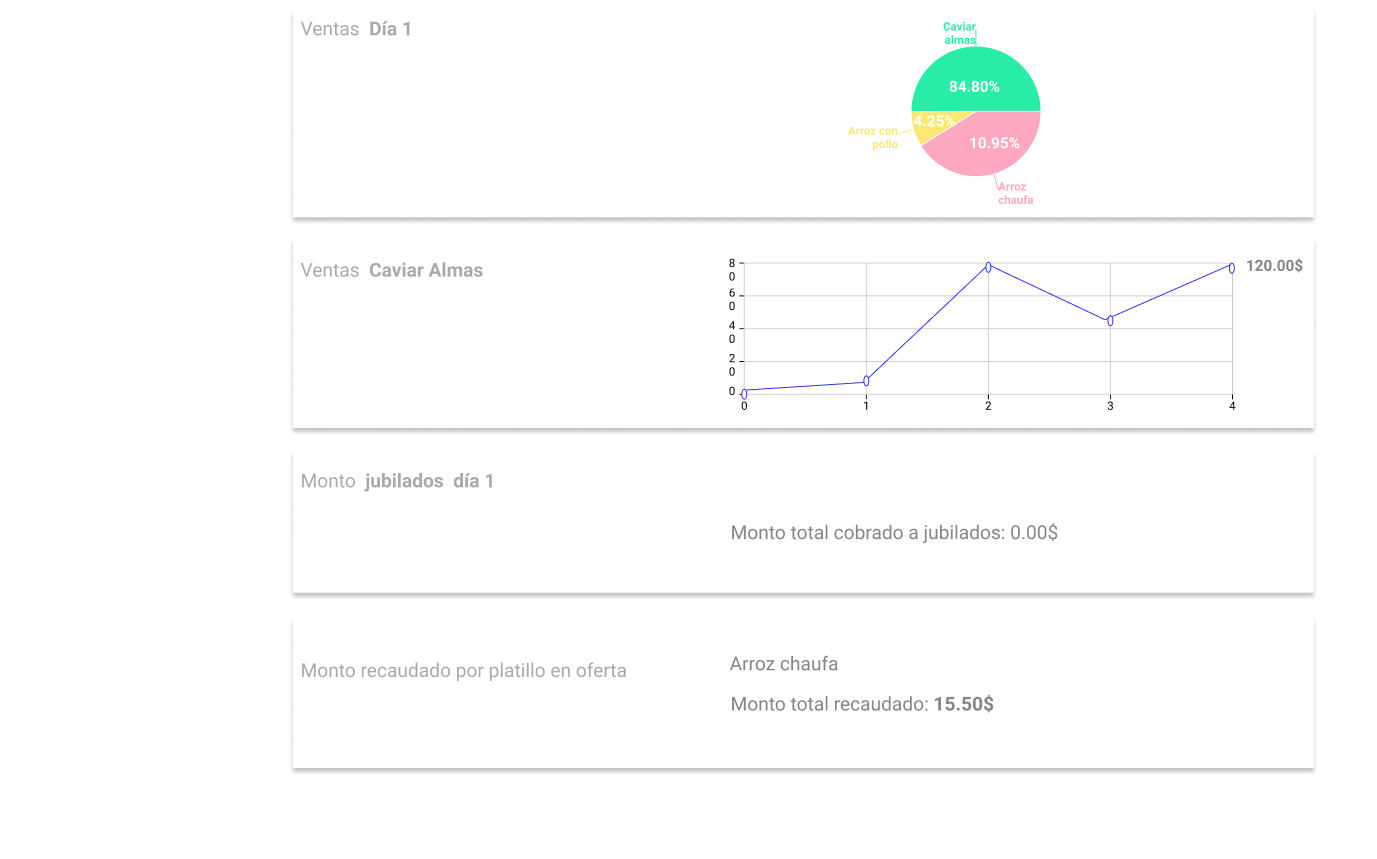 Ventas Día 1
Caviar
almas
84.80%
4.25%
Arroz con
pollo
10.95%
Arroz
chaufa
Ventas Caviar Almas
8
0
6
0
4
0
2
0
0
0
1
2
3
4
120.00$
Monto jubilados día 1
Monto total cobrado a jubilados: 0.00$
Monto recaudado por platillo en oferta
Arroz chaufa
Monto total recaudado: 15.50$